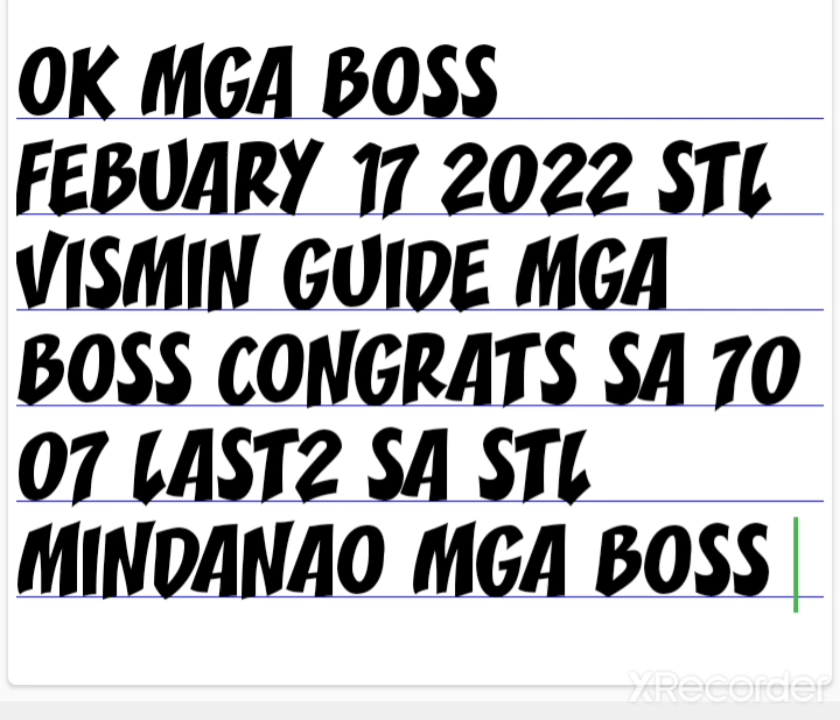 OK MGA BOSS
FEBUARY 17 2022 STL
VISMIN GUIDE MGA
BOSS CONGRATS SA 70
07 LAST2 SA STL
MINDANAO MGA BOSS
XRecorder